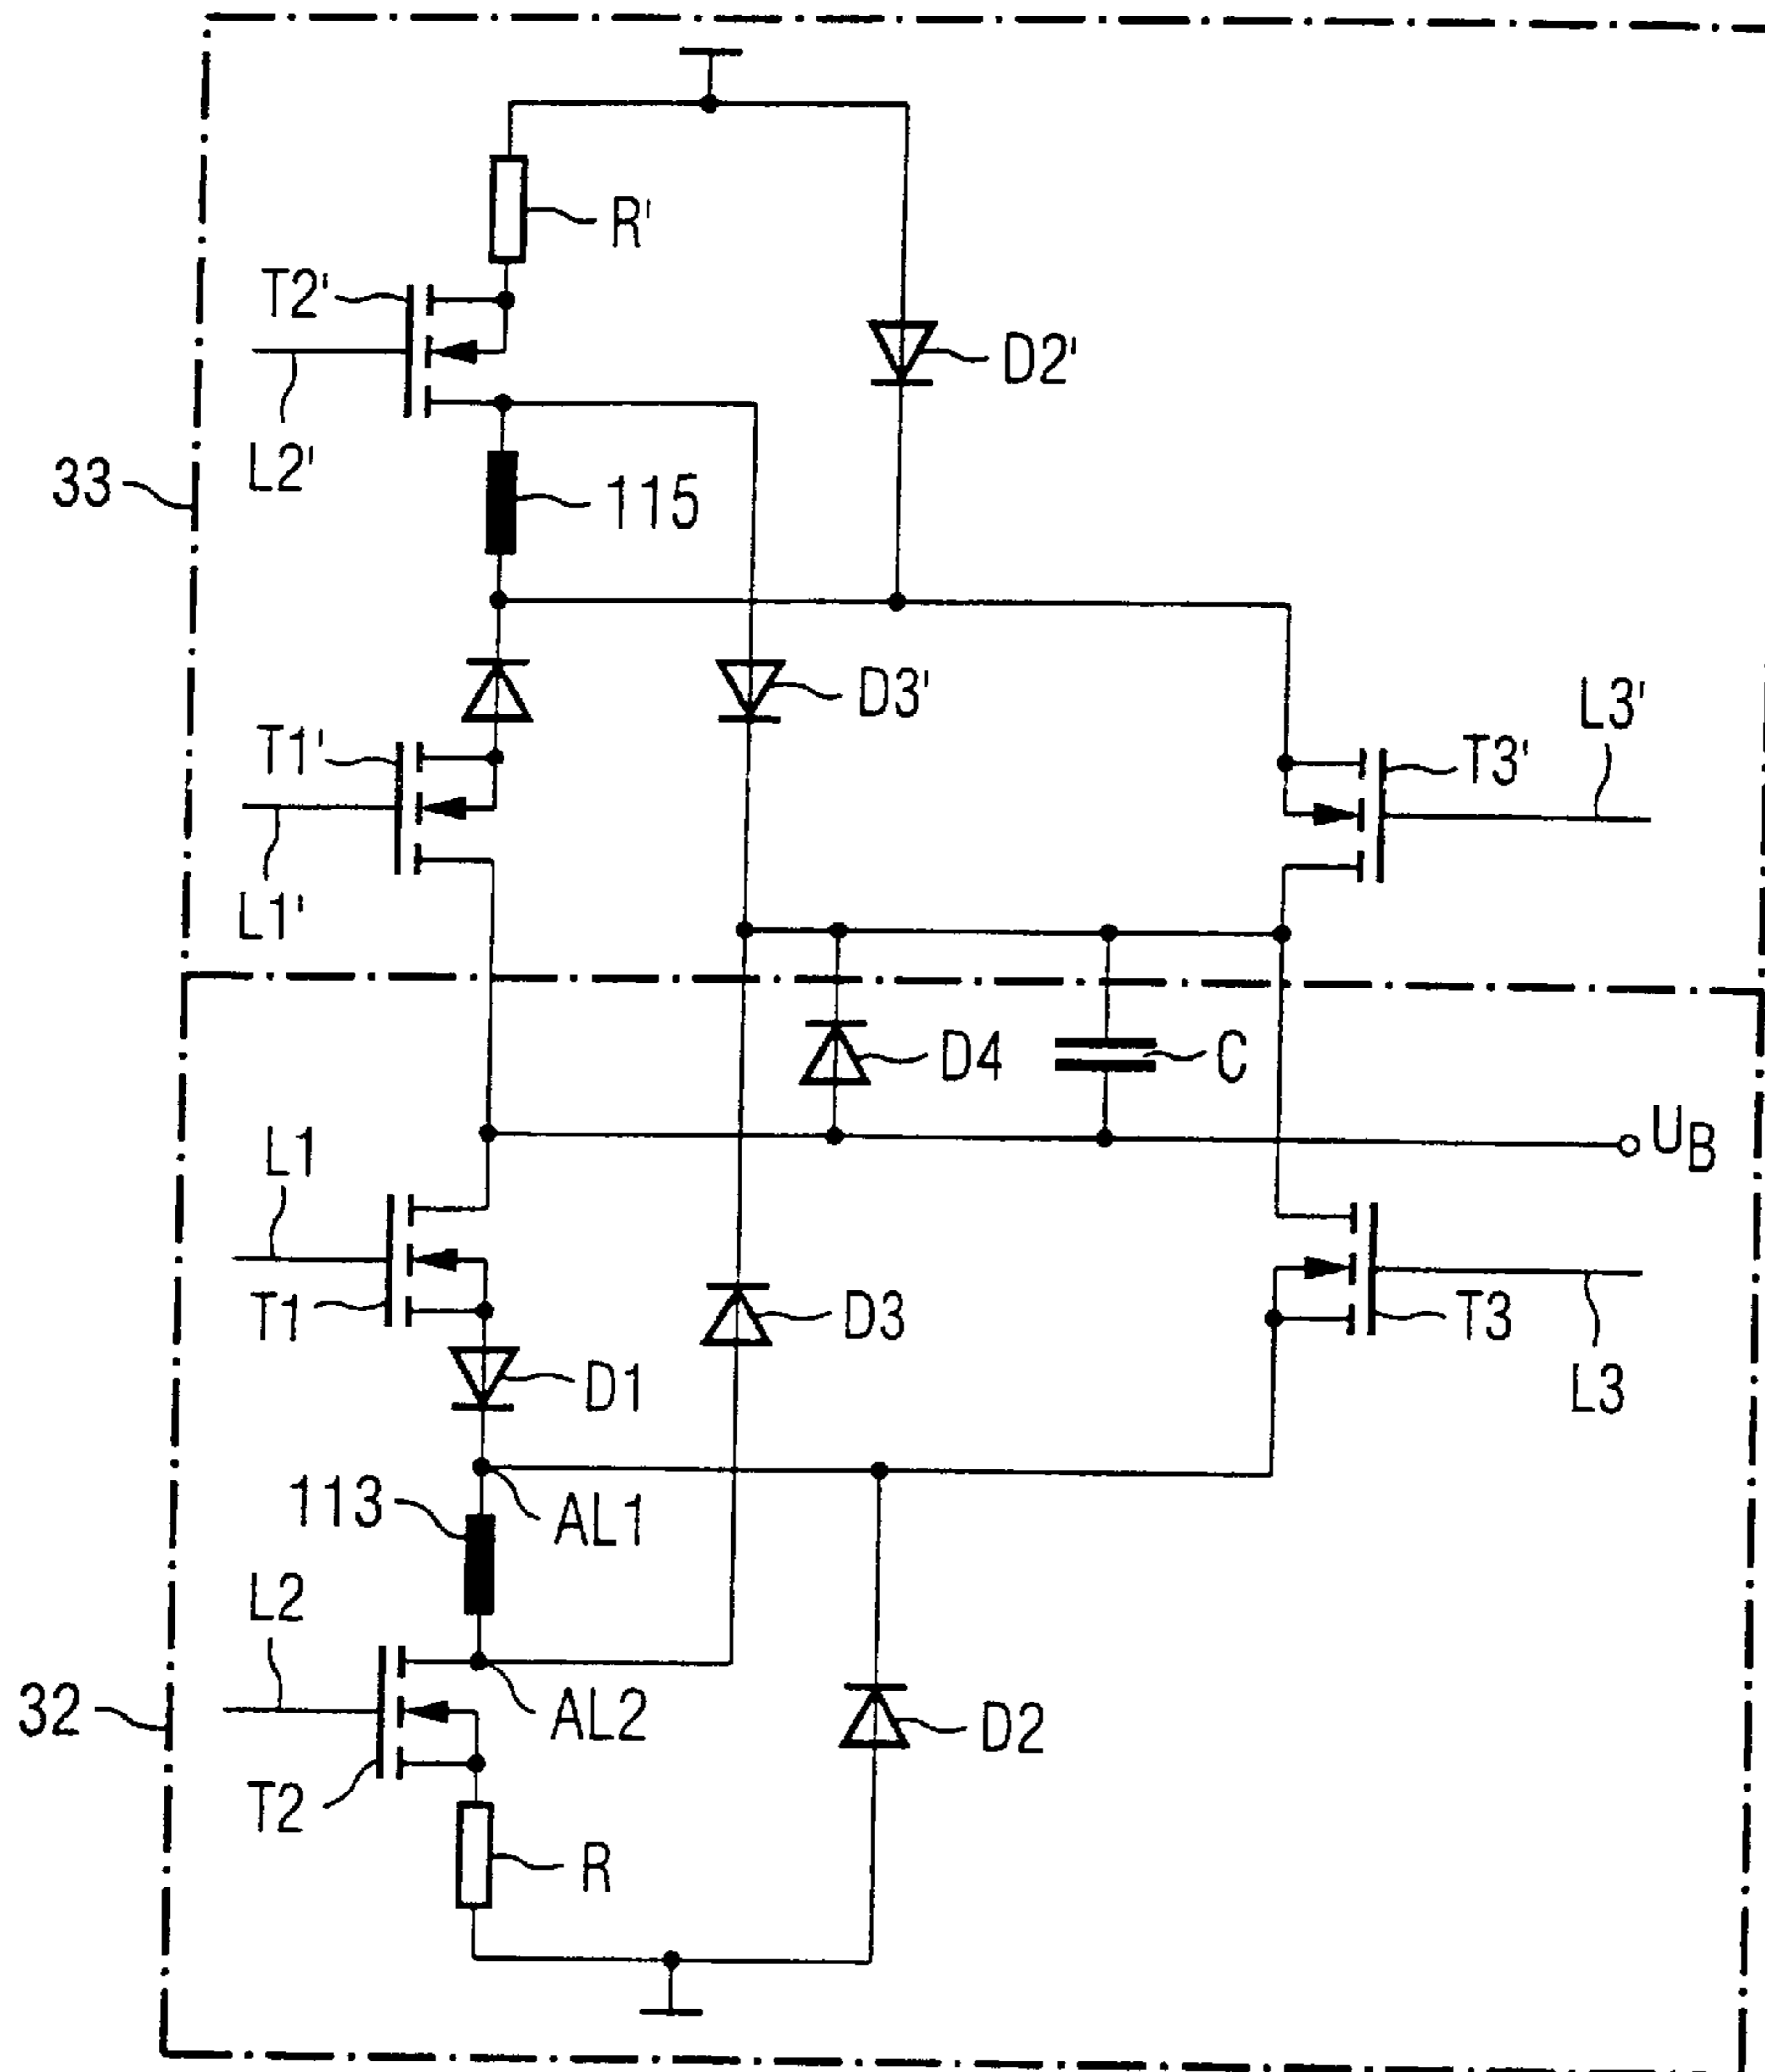 R'
T2'
D2'
L2'
33
115
D3'
L3'
T1'
T3'
L1'
D4
C
L1
UB
T1
D3
T3
D1
L3
113
AL1
L2
32
AL2
D2
T2
R